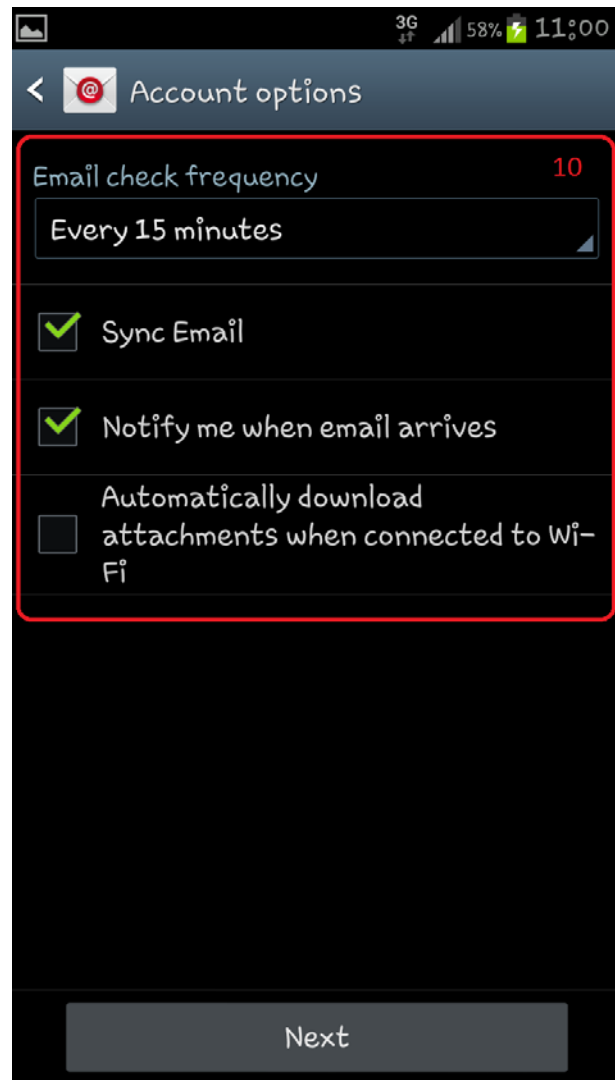 3G 58% 11:00
Account options
Email check frequency 10
Every 15 minutes
Sync Email
Notify me when email arrives
Automatically download
attachments when connected to Wi-
Fi
Next